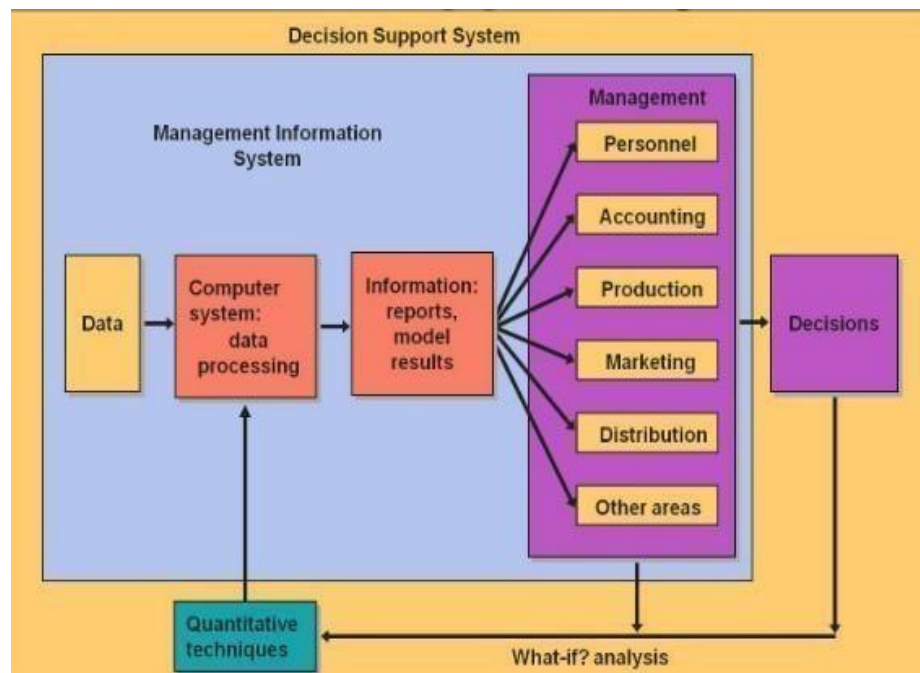 Decision Support System
Management
Management Information
System
Personnel
Accounting
Production
Marketing
Distribution
Other areas
Data
Computer
system:
data
processing
Information:
reports,
model
results
Decisions
Quantitative
techniques
What-if? analysis